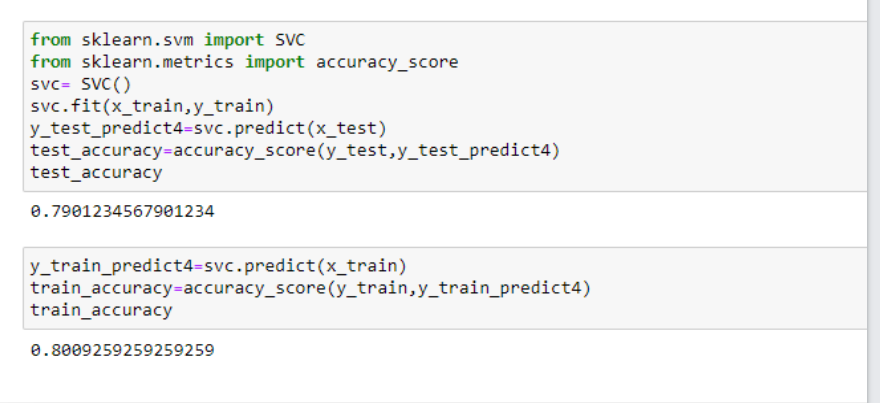 from sklearn.svm import SVC
from sklearn.metrics import accuracy_score
svc= SVC()
svc.fit(x_train,y_train)
y_test_predict4=svc.predict(x_test)
test_accuracy=accuracy_score(y_test,y_test_predict4)
test_accuracy
0.7901234567901234
y_train_predict4=svc.predict(x_train)
train_accuracy=accuracy_score(y_train,y_train_predict4)
train_accuracy
0.8009259259259259